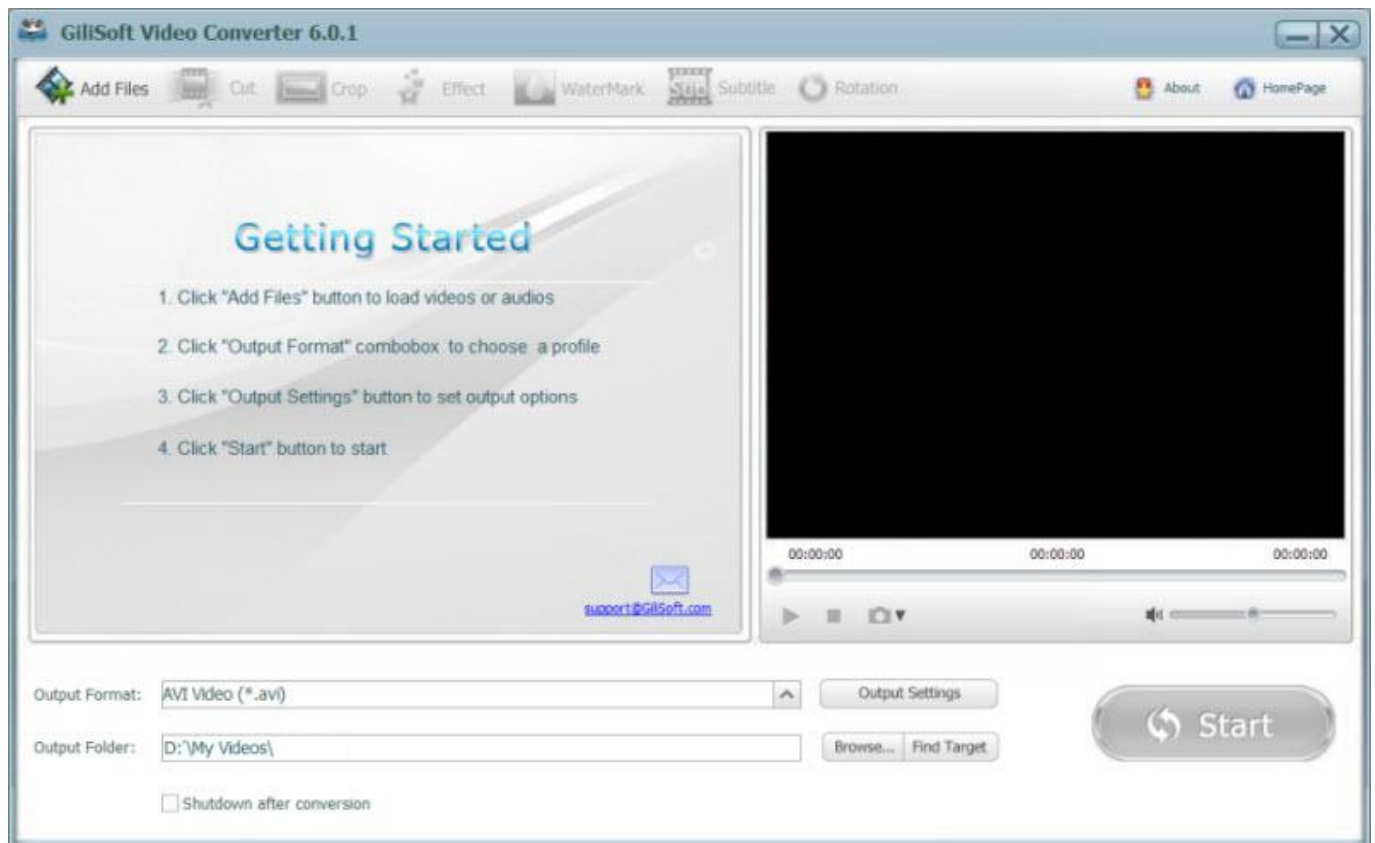 GiliSoft Video Converter 6.0.1
Add Files Cut Crop Effect WaterMark SUB Subtitle Rotation About HomePage
Getting Started
1. Click "Add Files" button to load videos or audios
2. Click "Output Format" combobox to choose a profile
3. Click "Output Settings" button to set output options
4. Click "Start" button to start
support@GiliSoft.com
00:00:00 00:00:00 00:00:00
Output Format: AVI Video (*.avi) Output Settings
Start
Output Folder: D:\My Videos\ Browse... Find Target
Shutdown after conversion